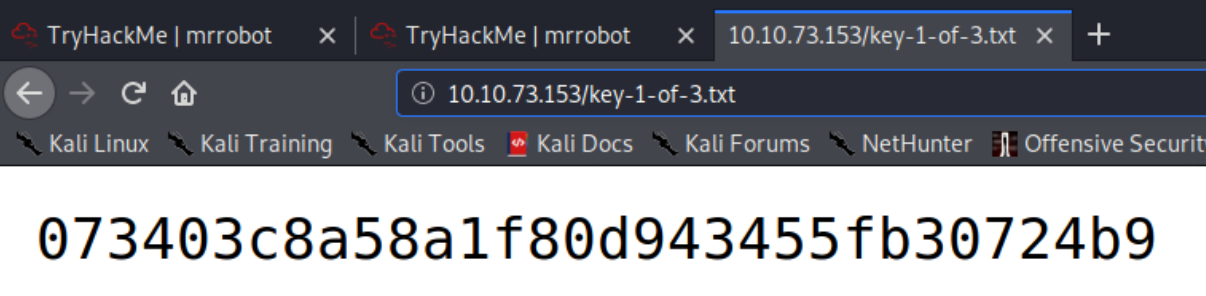 TryHackMe | mrrobot TryHackMe | mrrobot 10.10.73.153/key-1-of-3.txt
10.10.73.153/key-1-of-3.txt
Kali Linux Kali Training Kali Tools Kali Docs Kali Forums NetHunter Offensive Securit
073403c8a58a1f80d943455fb30724b9